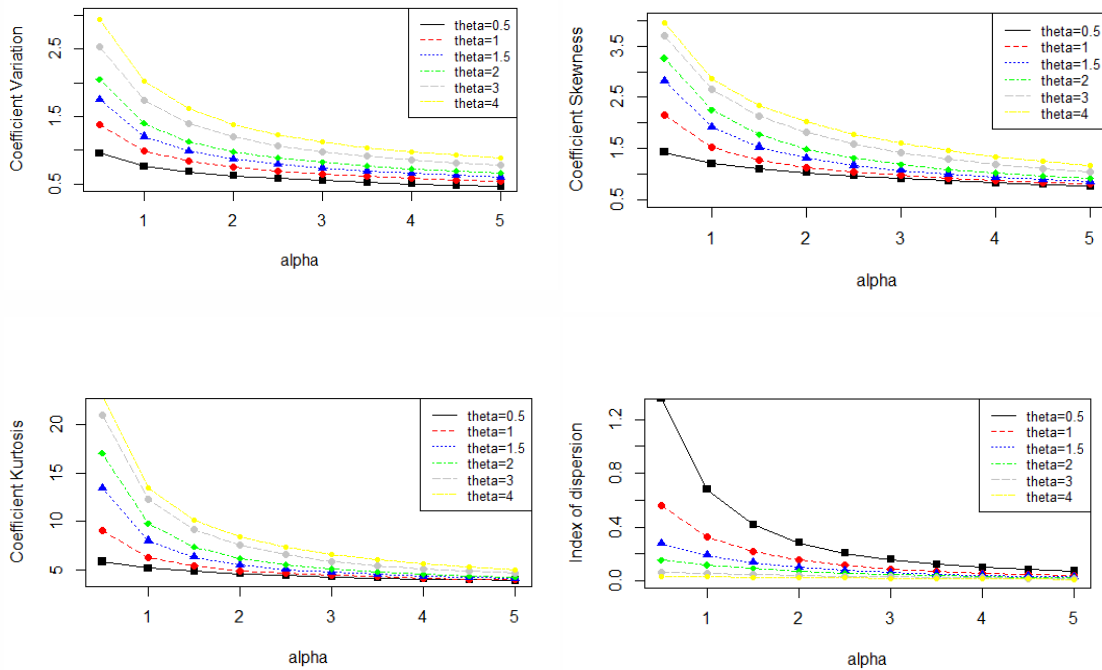 Coefficient Variation
2.5
1.5
0.5
theta=0.5
theta=1
theta=1.5
theta=2
theta=3
theta=4
1 2 3 4 5
alpha
Coefficient Skewness
3.5
2.5
1.5
0.5
theta=0.5
theta=1
theta=1.5
theta=2
theta=3
theta=4
1 2 3 4 5
alpha
Coefficient Kurtosis
20
15
10
5
theta=0.5
theta=1
theta=1.5
theta=2
theta=3
theta=4
1 2 3 4 5
alpha
Index of dispersion
1.2
0.8
0.4
0.0
theta=0.5
theta=1
theta=1.5
theta=2
theta=3
theta=4
1 2 3 4 5
alpha